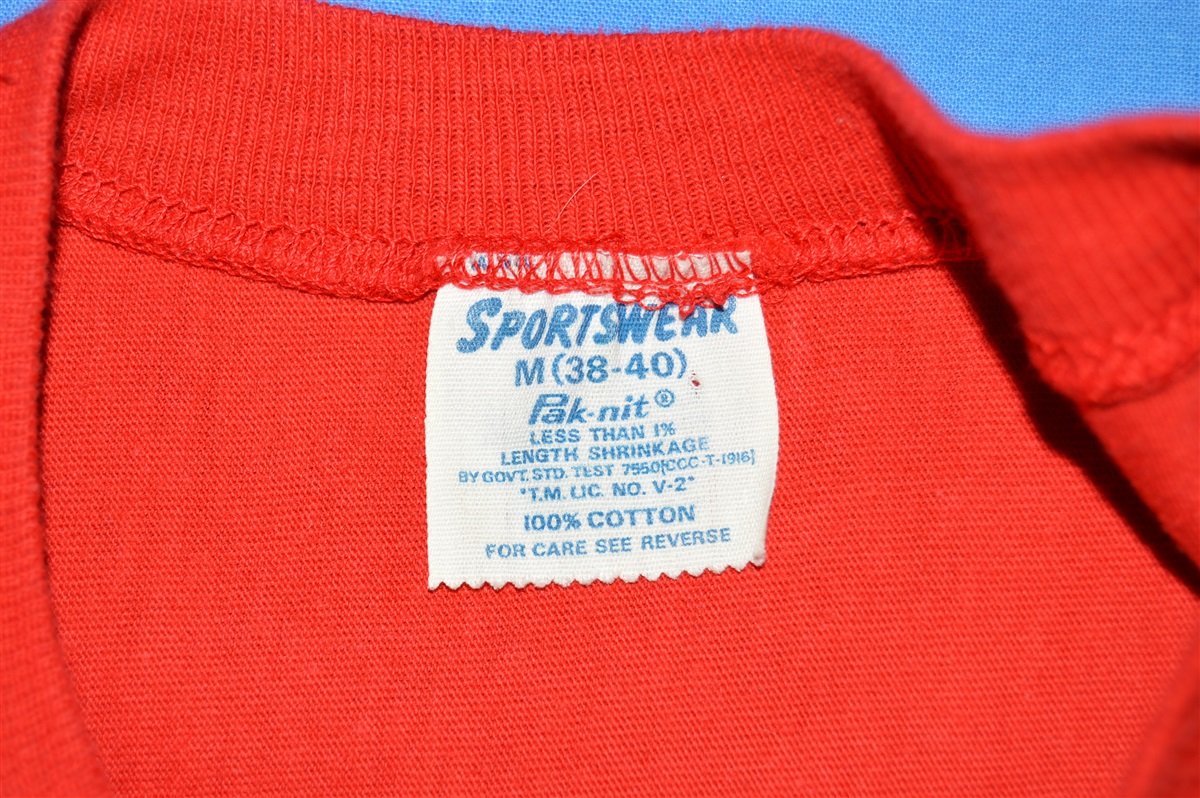 SPORTSWEAR
M (38-40)
Pak-nit®
LESS THAN 1%
LENGTH SHRINKAGE
BY GOVT. STD. TEST 7550 [CCC-T-191б]
"T.M. LIC. NO. V-2"
100% COTTON
FOR CARE SEE REVERSE